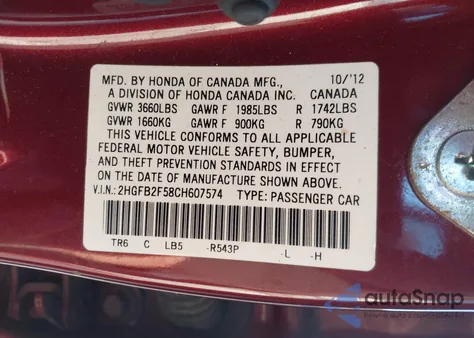 MFD. BY HONDA OF CANADA MFG., 10/'12
A DIVISION OF HONDA CANADA INC. CANADA
GVWR 3660LBS GAWR F 1985LBS R 1742LBS
GVWR 1660KG GAWR F 900KG R 790KG
THIS VEHICLE CONFORMS TO ALL APPLICABLE
FEDERAL MOTOR VEHICLE SAFETY, BUMPER,
AND THEFT PREVENTION STANDARDS IN EFFECT
ON THE DATE OF MANUFACTURE SHOWN ABOVE.
V.I.N.: 2HGFB2F58CH607574 TYPE: PASSENGER CAR
TR6 C LB5 -R543P -L -H
autoSnap